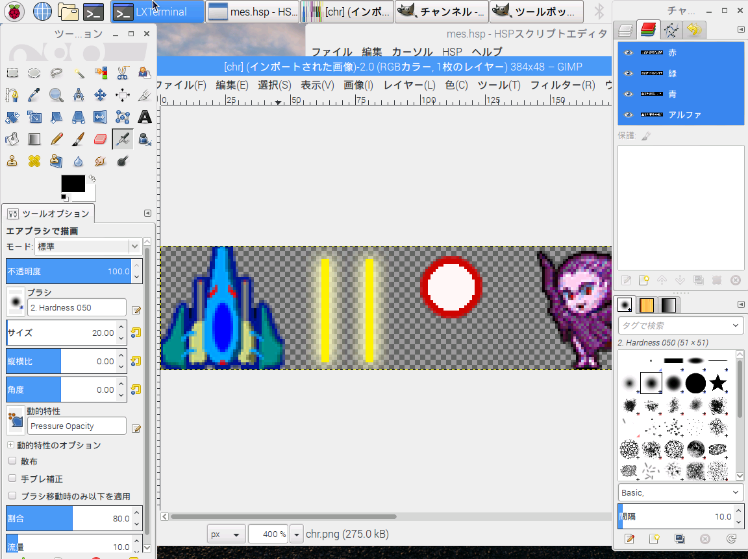 LXTerminal
mes.hsp - HS...
[chr] (インポ...
チャンネル -...
ツールボッ...
mes.hsp - HSPスクリプトエディタ
ファイル 編集 カーソル HSP ヘルプ
ツー...ョン
チャ...
[chr] (インポートされた画像)-2.0 (RGBカラー, 1枚のレイヤー) 384x48 – GIMP
ファイル(F) 編集(E) 選択(S) 表示(V) 画像(I) レイヤー(L) 色(C) ツール(T) フィルター(R)
0 25 50 75 100 125 150
赤
緑
青
アルファ
保護:
ツールオプション
エアブラシで描画
モード: 標準
不透明度 100.0
ブラシ
2. Hardness 050
サイズ 20.00
縦横比 0.00
角度 0.00
動的特性
Pressure Opacity
動的特性のオプション
散布
手ブレ補正
ブラシ移動時のみ以下を適用
割合 80.0
流量 10.0
px 400 % chr.png (275.0 kB)
タグで検索
2. Hardness 050 (51 × 51)
Basic,
間隔 10.0